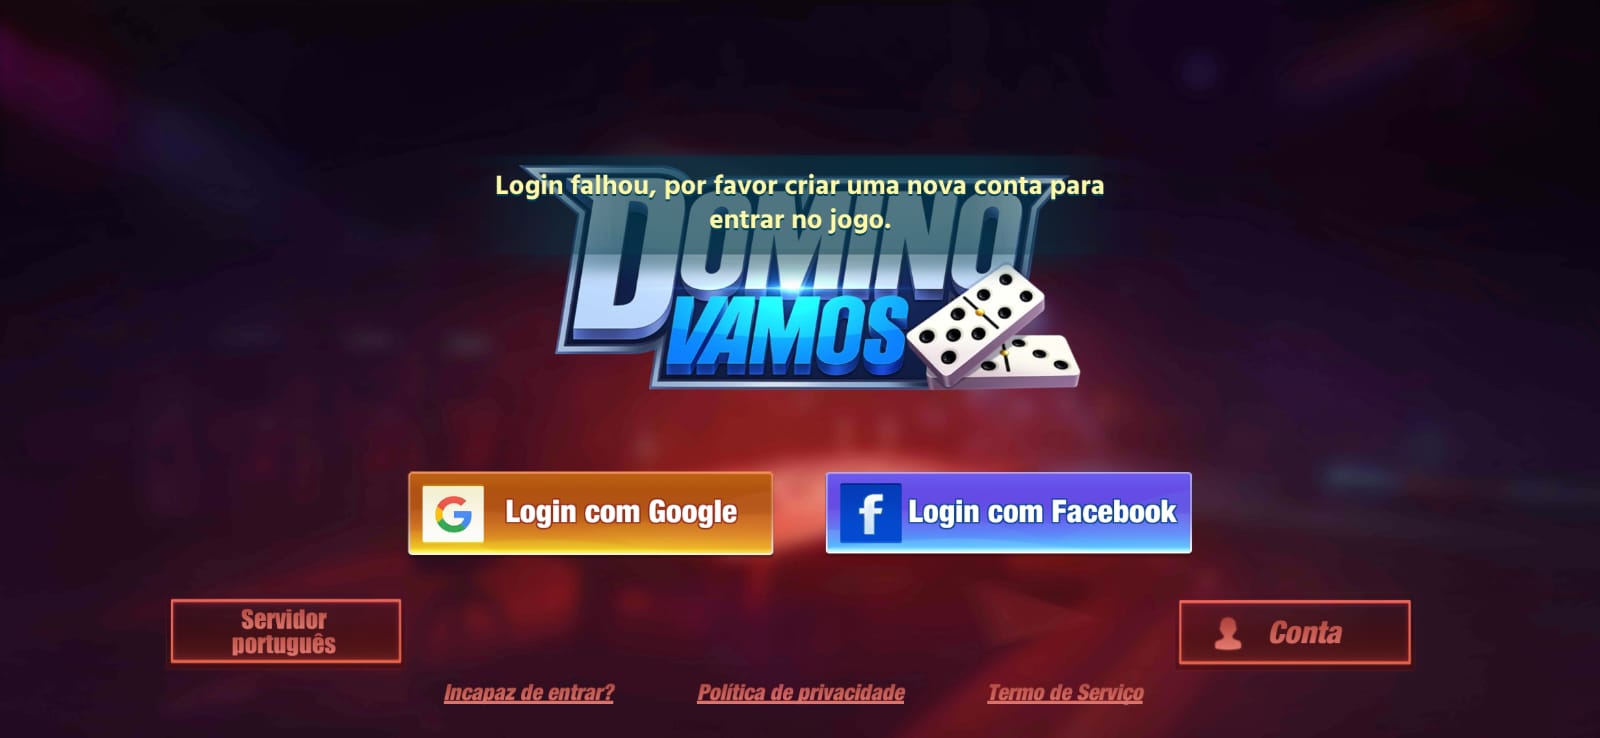 Login falhou, por favor criar uma nova conta para
entrar no jogo.
DOMINO
VAMOS
Login com Google
f Login com Facebook
Servidor
português
Conta
Incapaz de entrar?
Política de privacidade
Termo de Serviço